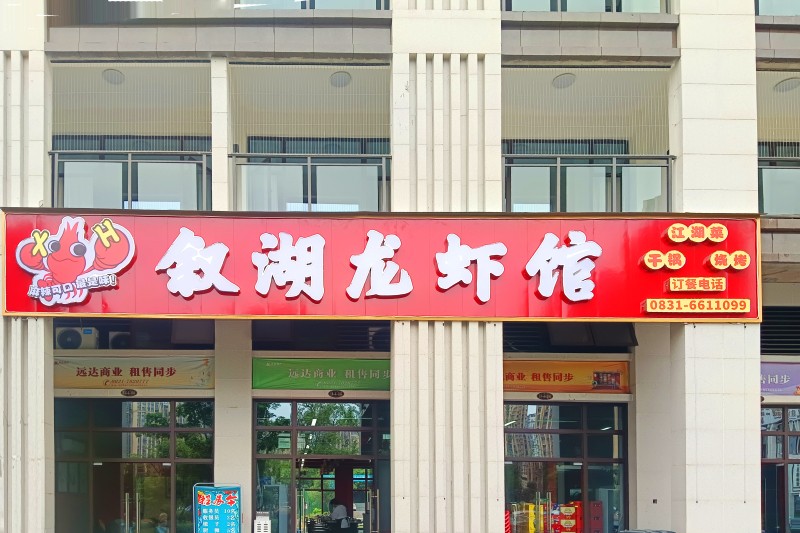 XH
麻辣可口 最是味!
叙湖龙虾馆
江湖菜
干锅 烧烤
订餐电话
0831-6611099
远达商业 租售同步
远达商业 租售同步
商业 租售同步